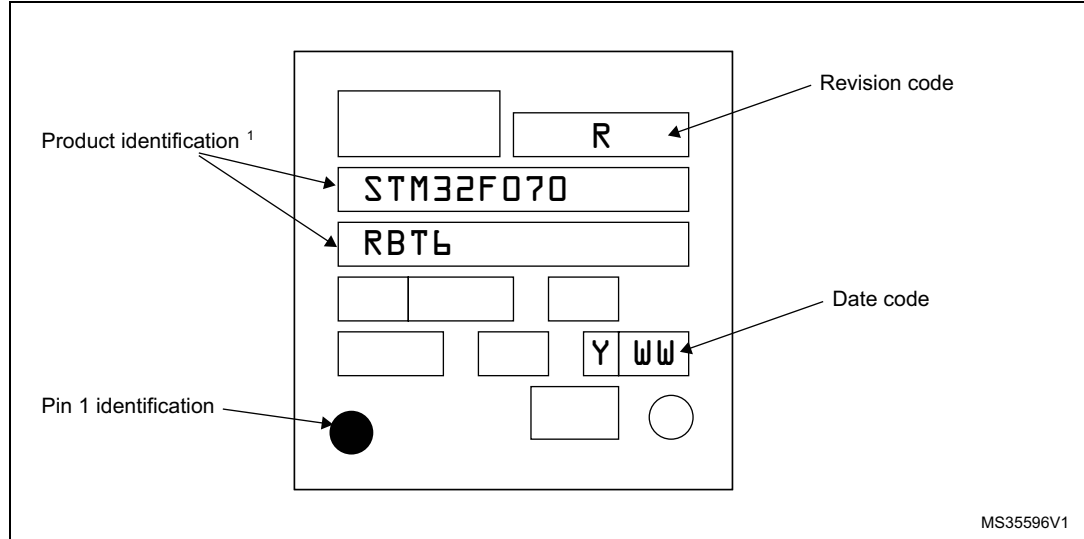 Revision code
R
Product identification 1
STM32F070
RBT6
Date code
Y WW
Pin 1 identification
MS35596V1